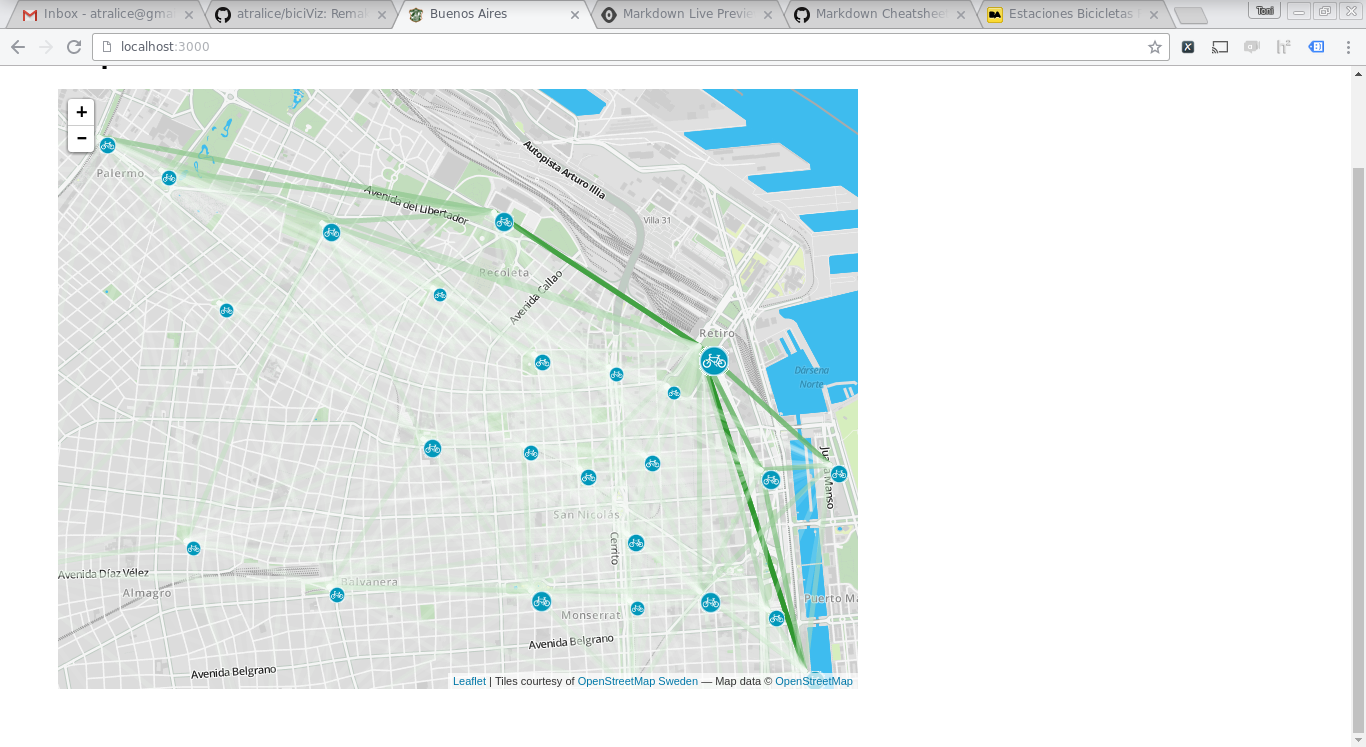 Inbox - atralice@gma
atralice/biciViz: Rema
Buenos Aires
Markdown Live Previe
Markdown Cheatshee
Estaciones Bicicletas
Toni
localhost:3000
+
−
Palermo
Autopista Arturo Illia
Avenida del Libertador
Villa 31
Recoleta
Avenida Callao
Retiro
Darsena
Norte
Juana Manso
San Nicolás
Cerrito
Avenida Díaz Vélez
Balvanera
Almagro
Puerto Ma
Monserrat
Avenida Belgrano
Avenida Belgrano
Leaflet | Tiles courtesy of OpenStreetMap Sweden — Map data © OpenStreetMap